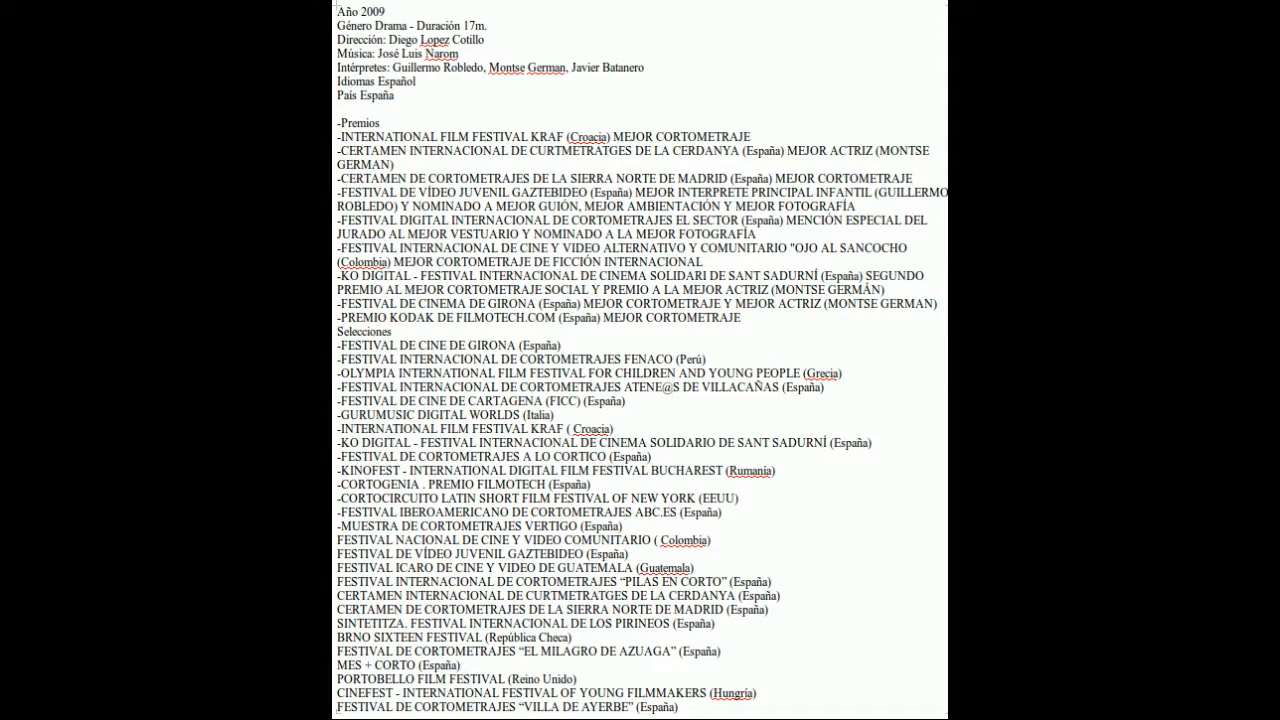 Año 2009
Género Drama - Duración 17m.
Dirección: Diego Lopez Cotillo
Música: José Luis Narom
Intérpretes: Guillermo Robledo, Montse German, Javier Batanero
Idiomas Español
País España
-Premios
-INTERNATIONAL FILM FESTIVAL KRAF (Croacia) MEJOR CORTOMETRAJE
-CERTAMEN INTERNACIONAL DE CURTMETRATGES DE LA CERDANYA (España) MEJOR ACTRIZ (MONTSE
GERMAN)
-CERTAMEN DE CORTOMETRAJES DE LA SIERRA NORTE DE MADRID (España) MEJOR CORTOMETRAJE
-FESTIVAL DE VÍDEO JUVENIL GAZTEBIDEO (España) MEJOR INTERPRETE PRINCIPAL INFANTIL (GUILLERMO
ROBLEDO) Y NOMINADO A MEJOR GUIÓN, MEJOR AMBIENTACIÓN Y MEJOR FOTOGRAFÍA
-FESTIVAL DIGITAL INTERNACIONAL DE CORTOMETRAJES EL SECTOR (España) MENCIÓN ESPECIAL DEL
JURADO AL MEJOR VESTUARIO Y NOMINADO A LA MEJOR FOTOGRAFÍA
-FESTIVAL INTERNACIONAL DE CINE Y VIDEO ALTERNATIVO Y COMUNITARIO "OJO AL SANCOCHO
(Colombia) MEJOR CORTOMETRAJE DE FICCIÓN INTERNACIONAL
-KO DIGITAL - FESTIVAL INTERNACIONAL DE CINEMA SOLIDARI DE SANT SADURNÍ (España) SEGUNDO
PREMIO AL MEJOR CORTOMETRAJE SOCIAL Y PREMIO A LA MEJOR ACTRIZ (MONTSE GERMÁN)
-FESTIVAL DE CINEMA DE GIRONA (España) MEJOR CORTOMETRAJE Y MEJOR ACTRIZ (MONTSE GERMAN)
-PREMIO KODAK DE FILMOTECH.COM (España) MEJOR CORTOMETRAJE
Selecciones
-FESTIVAL DE CINE DE GIRONA (España)
-FESTIVAL INTERNACIONAL DE CORTOMETRAJES FENACO (Perú)
-OLYMPIA INTERNATIONAL FILM FESTIVAL FOR CHILDREN AND YOUNG PEOPLE (Grecia)
-FESTIVAL INTERNACIONAL DE CORTOMETRAJES ATENE@S DE VILLACAÑAS (España)
-FESTIVAL DE CINE DE CARTAGENA (FICC) (España)
-GURUMUSIC DIGITAL WORLDS (Italia)
-INTERNATIONAL FILM FESTIVAL KRAF ( Croacia)
-KO DIGITAL - FESTIVAL INTERNACIONAL DE CINEMA SOLIDARIO DE SANT SADURNÍ (España)
-FESTIVAL DE CORTOMETRAJES A LO CORTICO (España)
-KINOFEST - INTERNATIONAL DIGITAL FILM FESTIVAL BUCHAREST (Rumanía)
-CORTOGENIA . PREMIO FILMOTECH (España)
-CORTOCIRCUITO LATIN SHORT FILM FESTIVAL OF NEW YORK (EEUU)
-FESTIVAL IBEROAMERICANO DE CORTOMETRAJES ABC.ES (España)
-MUESTRA DE CORTOMETRAJES VERTIGO (España)
FESTIVAL NACIONAL DE CINE Y VIDEO COMUNITARIO ( Colombia)
FESTIVAL DE VÍDEO JUVENIL GAZTEBIDEO (España)
FESTIVAL ICARO DE CINE Y VIDEO DE GUATEMALA (Guatemala)
FESTIVAL INTERNACIONAL DE CORTOMETRAJES “PILAS EN CORTO” (España)
CERTAMEN INTERNACIONAL DE CURTMETRATGES DE LA CERDANYA (España)
CERTAMEN DE CORTOMETRAJES DE LA SIERRA NORTE DE MADRID (España)
SINTETITZA. FESTIVAL INTERNACIONAL DE LOS PIRINEOS (España)
BRNO SIXTEEN FESTIVAL (República Checa)
FESTIVAL DE CORTOMETRAJES “EL MILAGRO DE AZUAGA” (España)
MES + CORTO (España)
PORTOBELLO FILM FESTIVAL (Reino Unido)
CINEFEST - INTERNATIONAL FESTIVAL OF YOUNG FILMMAKERS (Hungría)
FESTIVAL DE CORTOMETRAJES “VILLA DE AYERBE” (España)